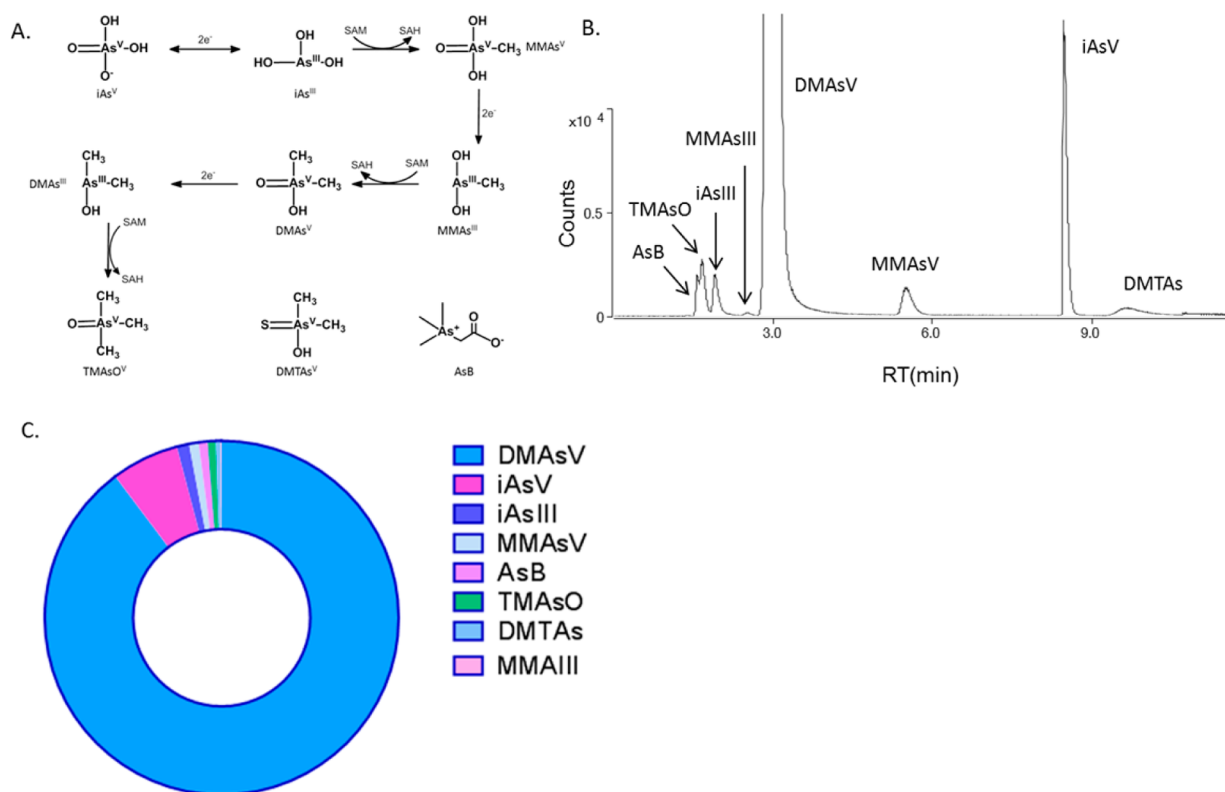 A.
OH
O
As^V
OH
O-
iAs^V
2e-
OH
HO
As^III
OH
iAs^III
SAM
SAH
OH
O
As^V
CH3
OH
MMAs^V
2e-
CH3
DMAs^III
As^III
CH3
OH
2e-
CH3
O
As^V
CH3
OH
DMAs^V
SAH
SAM
OH
As^III
CH3
OH
MMAs^III
SAM
SAH
CH3
O
As^V
CH3
CH3
TMAsO^V
CH3
S
As^V
CH3
OH
DMTAs^V
O
As+
O-
AsB
B.
x10 4
Counts
0.5
0
AsB
TMAsO
iAsIII
MMAsIII
DMAsV
MMAsV
iAsV
DMTAs
3.0
6.0
9.0
RT(min)
C.
DMAsV
iAsV
iAsIII
MMAsV
AsB
TMAsO
DMTAs
MMAIII